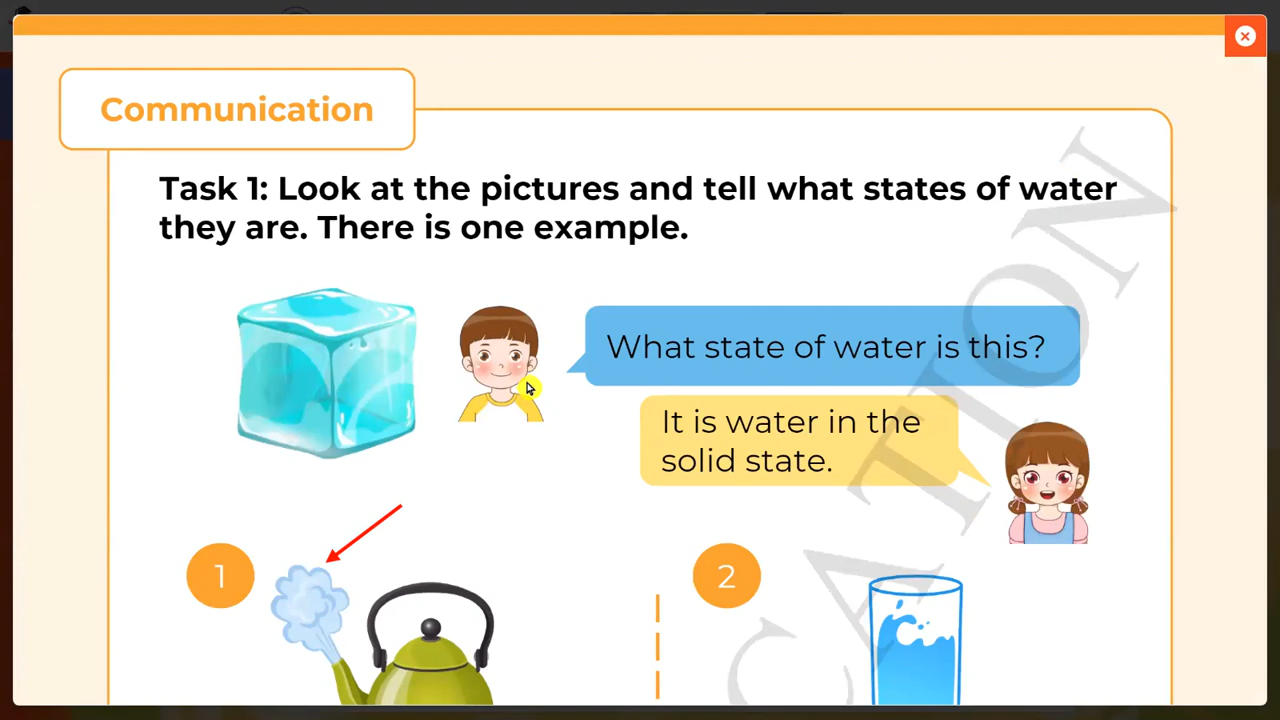 Communication
Task 1: Look at the pictures and tell what states of water
they are. There is one example.
What state of water is this?
It is water in the
solid state.
1
2
CATION